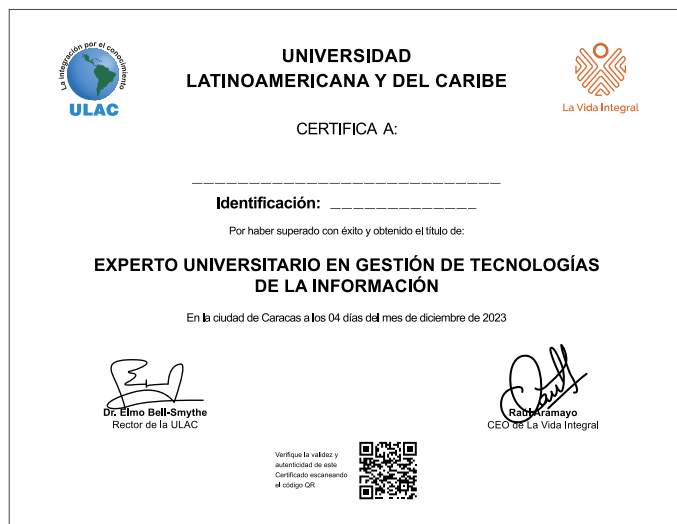 La integración por el conocimiento
ULAC
UNIVERSIDAD
LATINOAMERICANA Y DEL CARIBE
La Vida Integral
CERTIFICA A:
____________________________
Identificación: _____________
Por haber superado con éxito y obtenido el título de:
EXPERTO UNIVERSITARIO EN GESTIÓN DE TECNOLOGÍAS
DE LA INFORMACIÓN
En la ciudad de Caracas a los 04 días del mes de diciembre de 2023
Dr. Elmo Bell-Smythe
Rector de la ULAC
Raúl Aramayo
CEO de La Vida Integral
Verifique la validez y
autenticidad de este
Certificado escaneando
el código QR